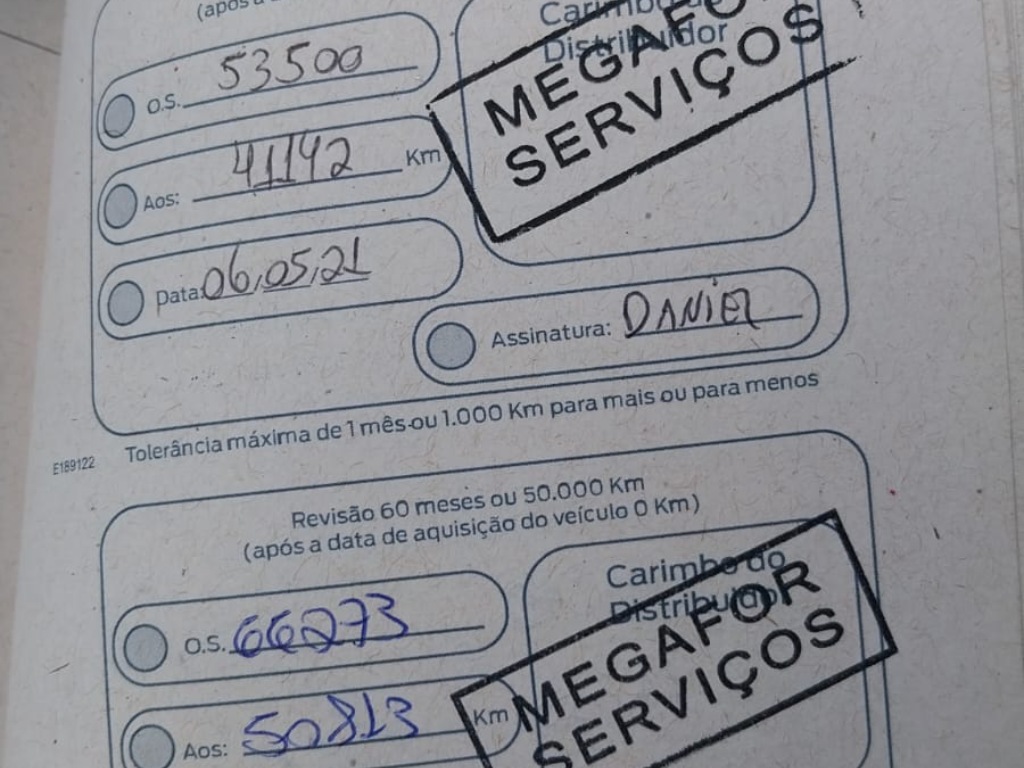 (após a
O.S. 53500
Aos: 41142 Km
Data: 06,05,21
Carimbo do
Distribuidor
MEGAFOR
SERVIÇOS
Assinatura: DANIEL
Tolerância máxima de 1 mês ou 1.000 Km para mais ou para menos
E189122
Revisão 60 meses ou 50.000 Km
(após a data de aquisição do veículo 0 Km)
O.S. 66273
Aos: 50813 Km
Carimbo do
Distribuidor
MEGAFOR
SERVIÇOS